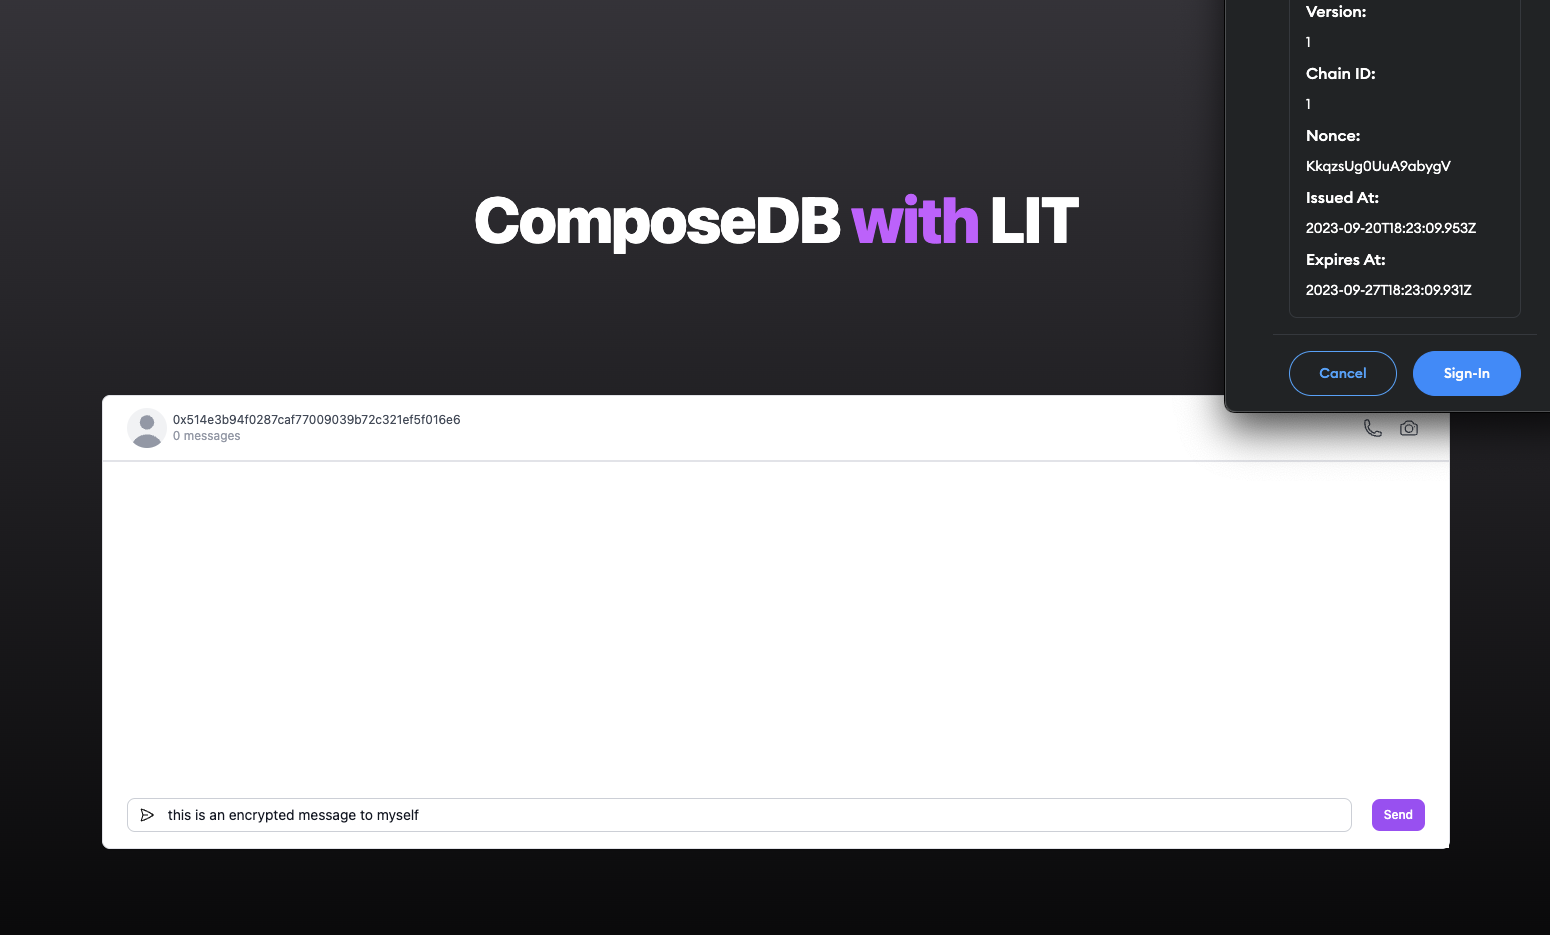 Version:
1
Chain ID:
1
Nonce:
KkqzsUg0UuA9abygV
Issued At:
2023-09-20T18:23:09.953Z
Expires At:
2023-09-27T18:23:09.931Z
Cancel
Sign-In
ComposeDB with LIT
0x514e3b94f0287caf77009039b72c321ef5f016e6
0 messages
this is an encrypted message to myself
Send